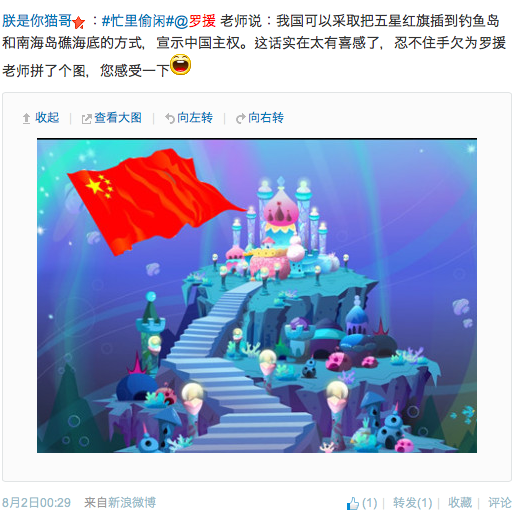 朕是你猫哥：#忙里偷闲#@罗援 老师说：我国可以采取把五星红旗插到钓鱼岛
和南海岛礁海底的方式，宣示中国主权。这话实在太有喜感了，忍不住手欠为罗援
老师拼了个图，您感受一下
收起 | 查看大图 | 向左转 | 向右转
8月2日00:29 来自新浪微博 (1) | 转发(1) | 收藏 | 评论